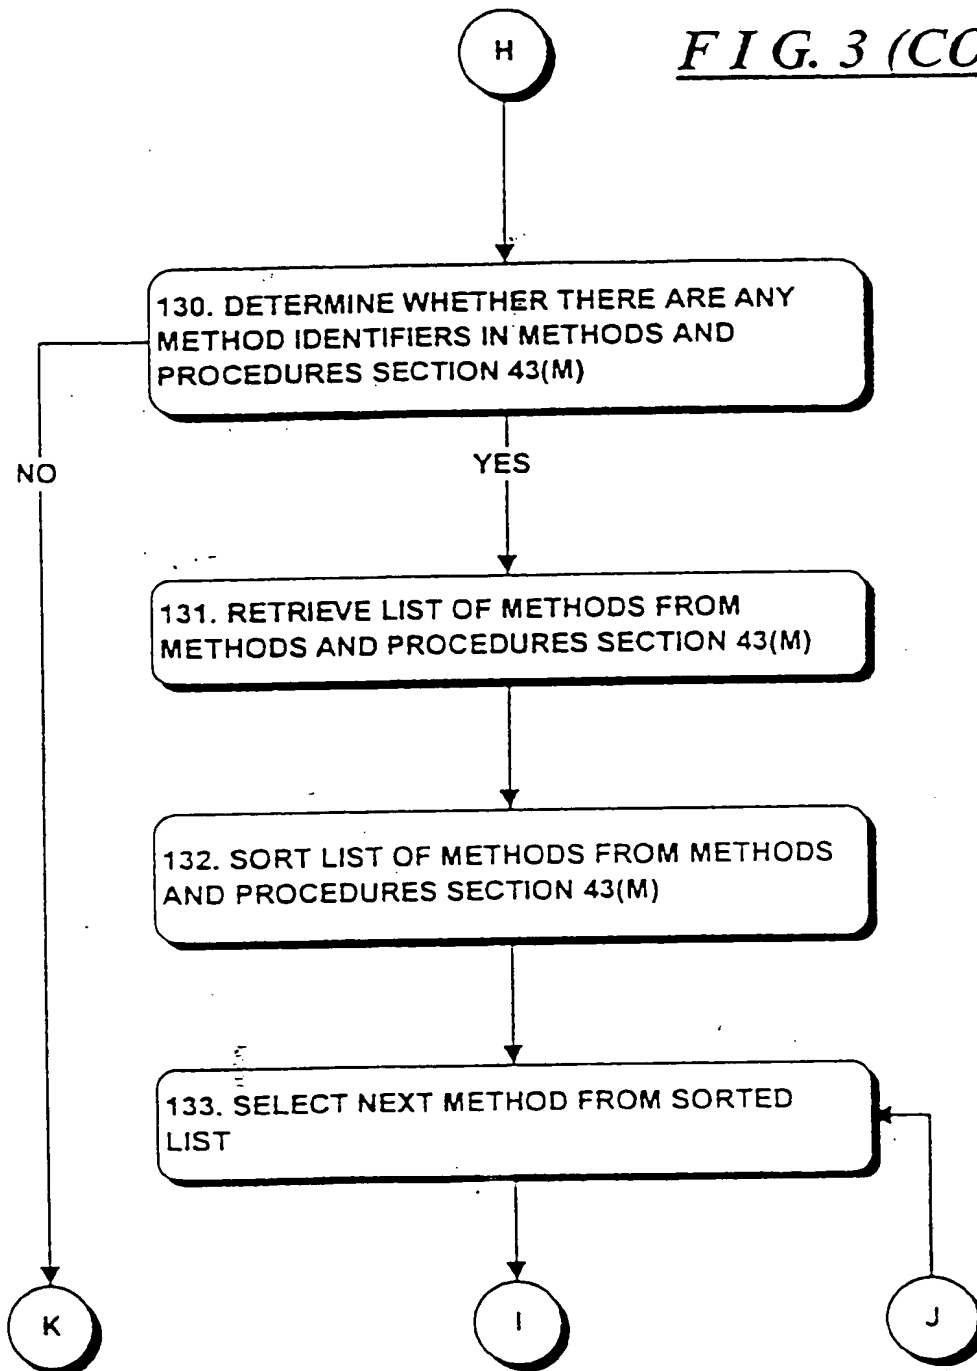 H
F I G. 3 (CO
130. DETERMINE WHETHER THERE ARE ANY
METHOD IDENTIFIERS IN METHODS AND
PROCEDURES SECTION 43(M)
NO
YES
131. RETRIEVE LIST OF METHODS FROM
METHODS AND PROCEDURES SECTION 43(M)
132. SORT LIST OF METHODS FROM METHODS
AND PROCEDURES SECTION 43(M)
133. SELECT NEXT METHOD FROM SORTED
LIST
K
I
J